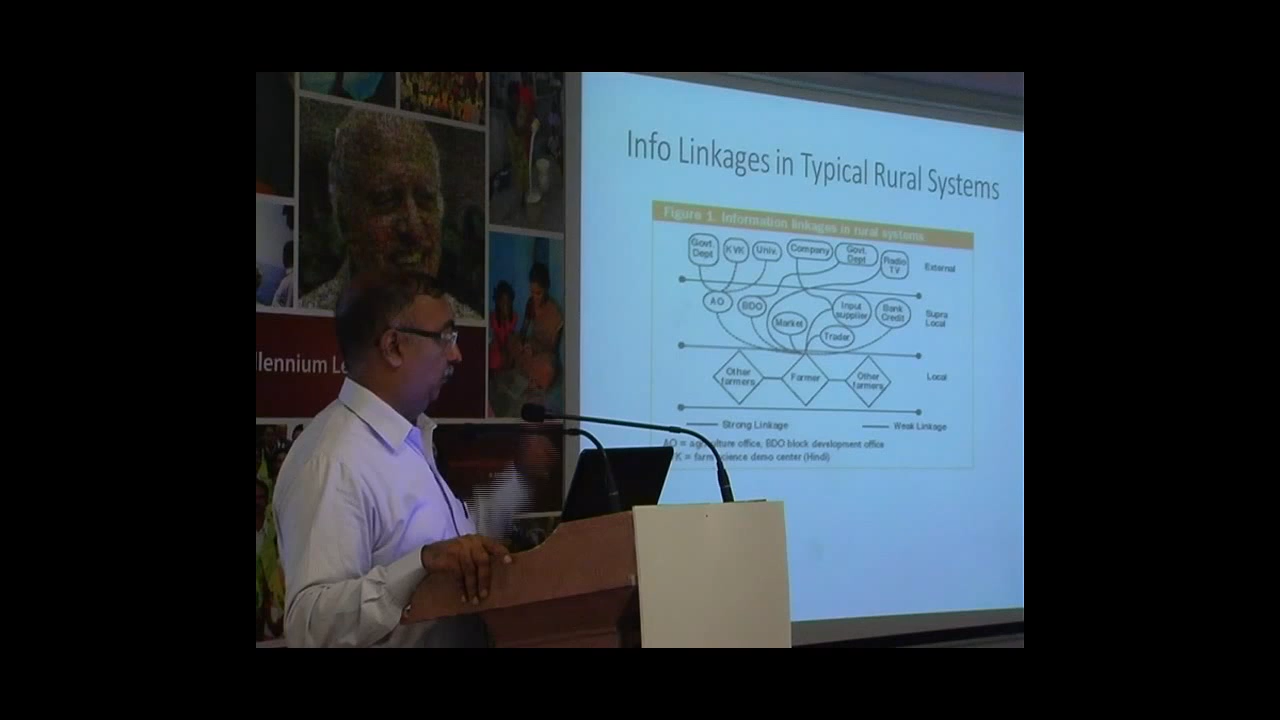 Info Linkages in Typical Rural Systems
Figure 1. Information linkages in rural systems
Govt.
Dept
KVK
Univ.
Company
Govt.
Dept
Radio
TV
External
AO
BDO
Market
Input
supplier
Trader
Bank
Credit
Supra
Local
Other
farmers
Farmer
Other
farmers
Local
Strong Linkage
Weak Linkage
AO = agriculture office, BDO block development office
K = farm science demo center (Hindi)
llennium Le